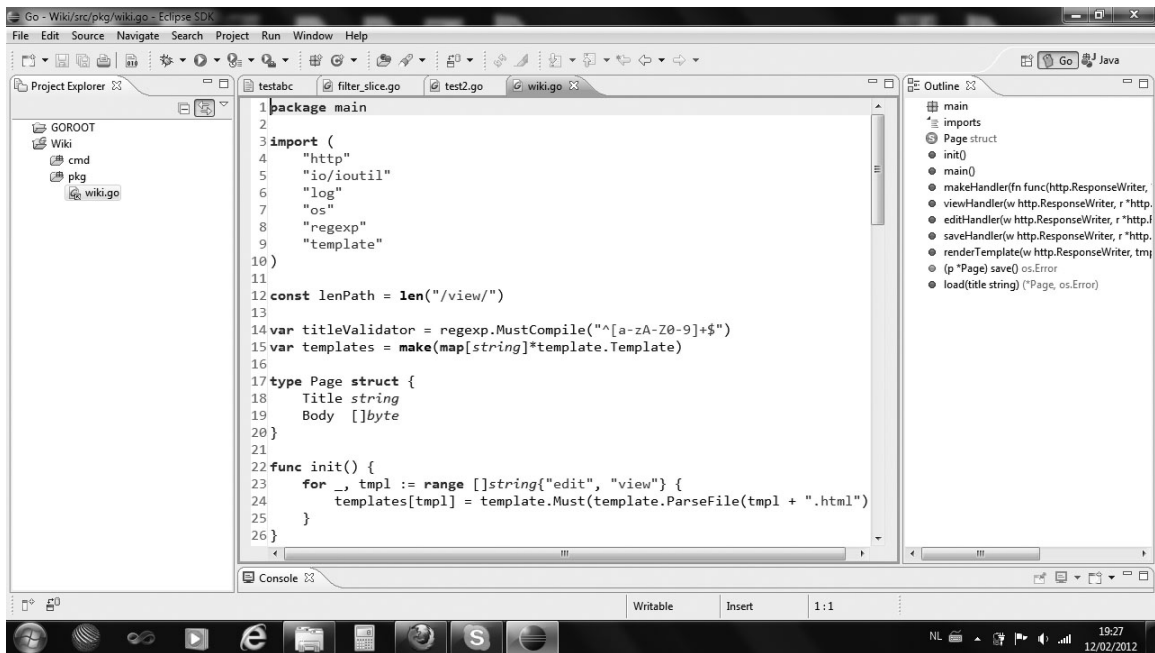 Go - Wiki/src/pkg/wiki.go - Eclipse SDK
File Edit Source Navigate Search Project Run Window Help
Go Java
Project Explorer
GOROOT
Wiki
cmd
pkg
wiki.go
testabc filter_slice.go test2.go wiki.go
1 package main
2
3 import (
4     "http"
5     "io/ioutil"
6     "log"
7     "os"
8     "regexp"
9     "template"
10 )
11
12 const lenPath = len("/view/")
13
14 var titleValidator = regexp.MustCompile("^[a-zA-Z0-9]+$")
15 var templates = make(map[string]*template.Template)
16
17 type Page struct {
18     Title string
19     Body  []byte
20 }
21
22 func init() {
23     for _, tmpl := range []string{"edit", "view"} {
24         templates[tmpl] = template.Must(template.ParseFile(tmpl + ".html")
25     }
26 }
Outline
main
imports
Page struct
init()
main()
makeHandler(fn func(http.ResponseWriter,
viewHandler(w http.ResponseWriter, r *http.
editHandler(w http.ResponseWriter, r *http.
saveHandler(w http.ResponseWriter, r *http.
renderTemplate(w http.ResponseWriter,
(p *Page) save() os.Error
load(title string) (*Page, os.Error)
Console
Writable Insert 1 : 1
NL 19:27
12/02/2012